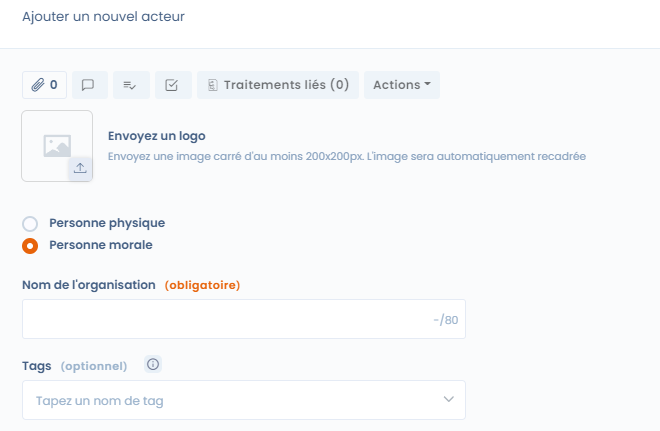 Ajouter un nouvel acteur
0
Traitements liés (0)
Actions
Envoyez un logo
Envoyez une image carré d'au moins 200x200px. L'image sera automatiquement recadrée
Personne physique
Personne morale
Nom de l'organisation (obligatoire)
-/80
Tags (optionnel)
Tapez un nom de tag